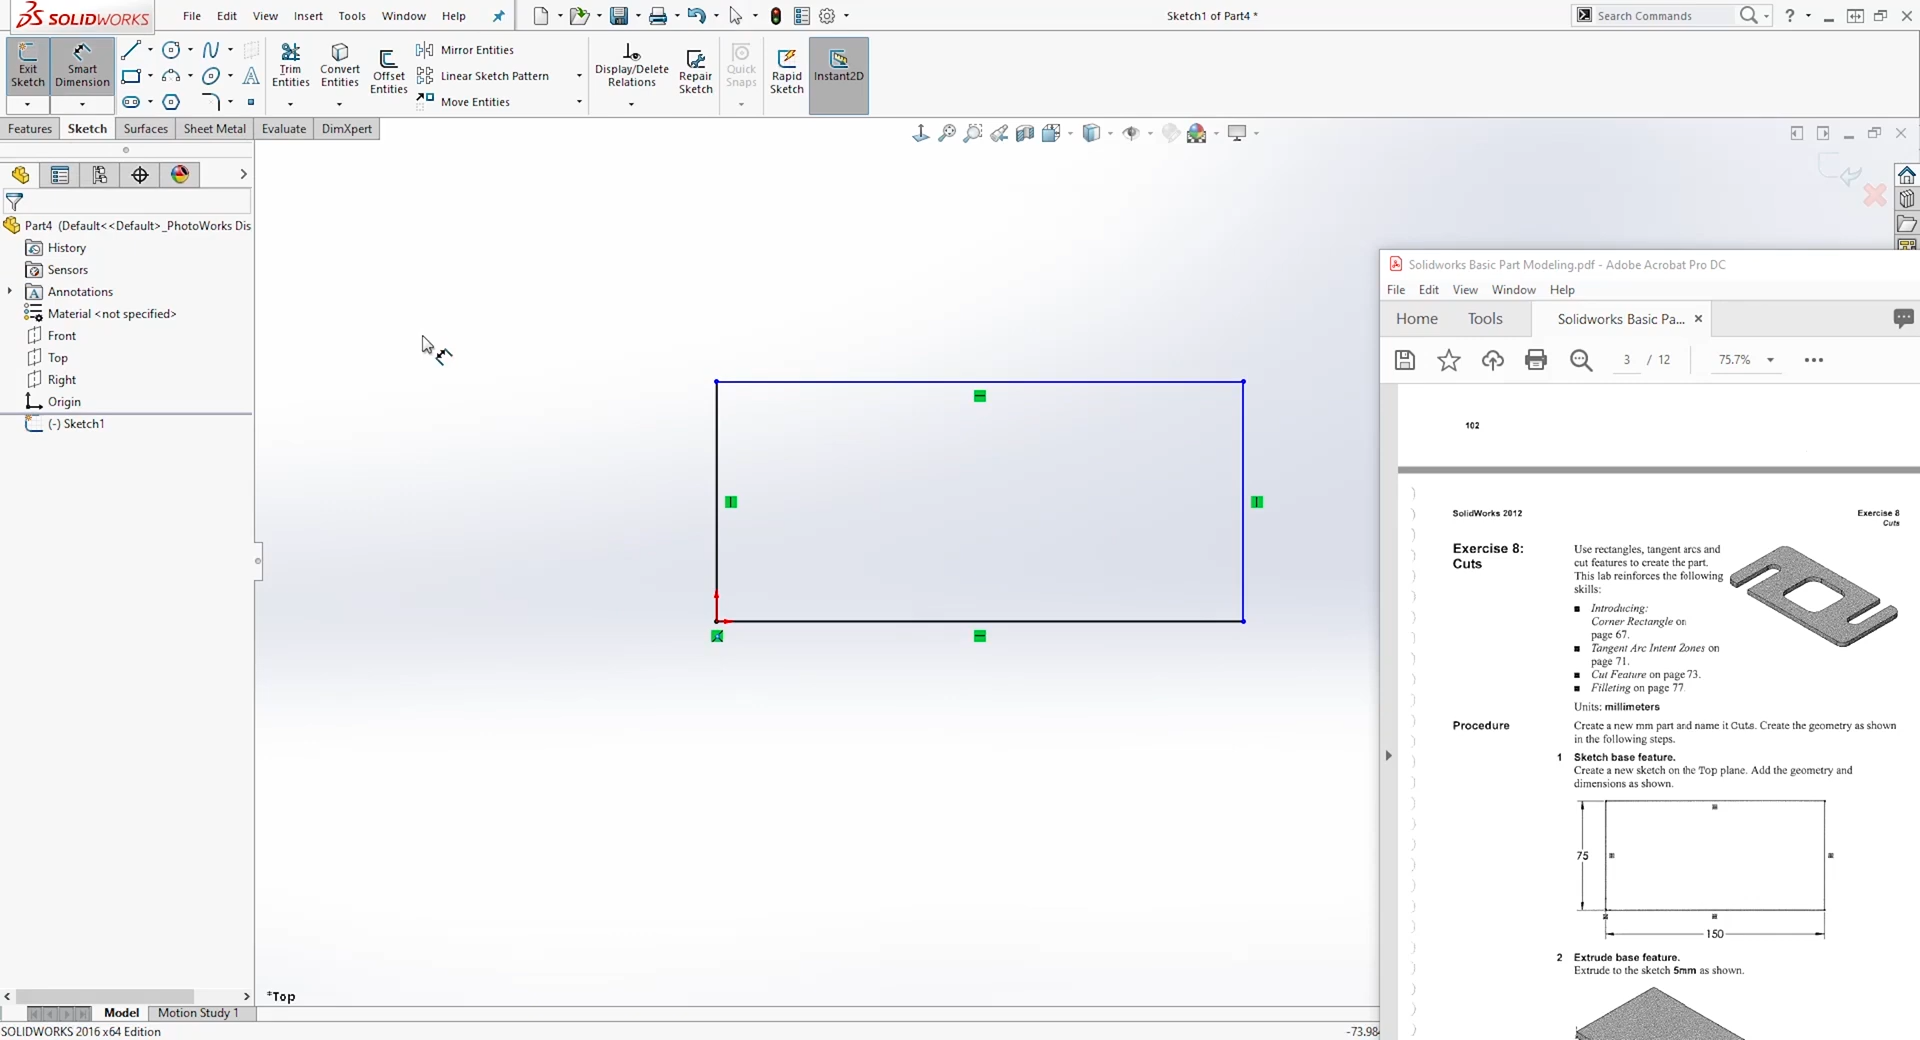 SOLIDWORKS
File Edit View Insert Tools Window Help
Sketch1 of Part4 *
Search Commands
?
Exit Sketch
Smart Dimension
Trim Entities
Convert Entities
Offset Entities
Mirror Entities
Linear Sketch Pattern
Move Entities
Display/Delete Relations
Repair Sketch
Quick Snaps
Rapid Sketch
Instant2D
Features Sketch Surfaces Sheet Metal Evaluate DimXpert
Part4 (Default<<Default>_PhotoWorks Dis
History
Sensors
Annotations
Material <not specified>
Front
Top
Right
Origin
(-) Sketch1
*Top
Model Motion Study 1
SOLIDWORKS 2016 x64 Edition
-73.984
Solidworks Basic Part Modeling.pdf - Adobe Acrobat Pro DC
File Edit View Window Help
Home Tools Solidworks Basic Pa...
3 / 12 75.7%
102
SolidWorks 2012
Exercise 8
Cuts
Exercise 8:
Cuts
Use rectangles, tangent arcs and
cut features to create the part.
This lab reinforces the following
skills:
■ Introducing:
Corner Rectangle on
page 67.
■ Tangent Arc Intent Zones on
page 71.
■ Cut Feature on page 73.
■ Filleting on page 77
Units: millimeters
Procedure
Create a new mm part and name it Cuts. Create the geometry as shown
in the following steps.
1 Sketch base feature.
Create a new sketch on the Top plane. Add the geometry and
dimensions as shown.
75
150
2 Extrude base feature.
Extrude to the sketch 5mm as shown.